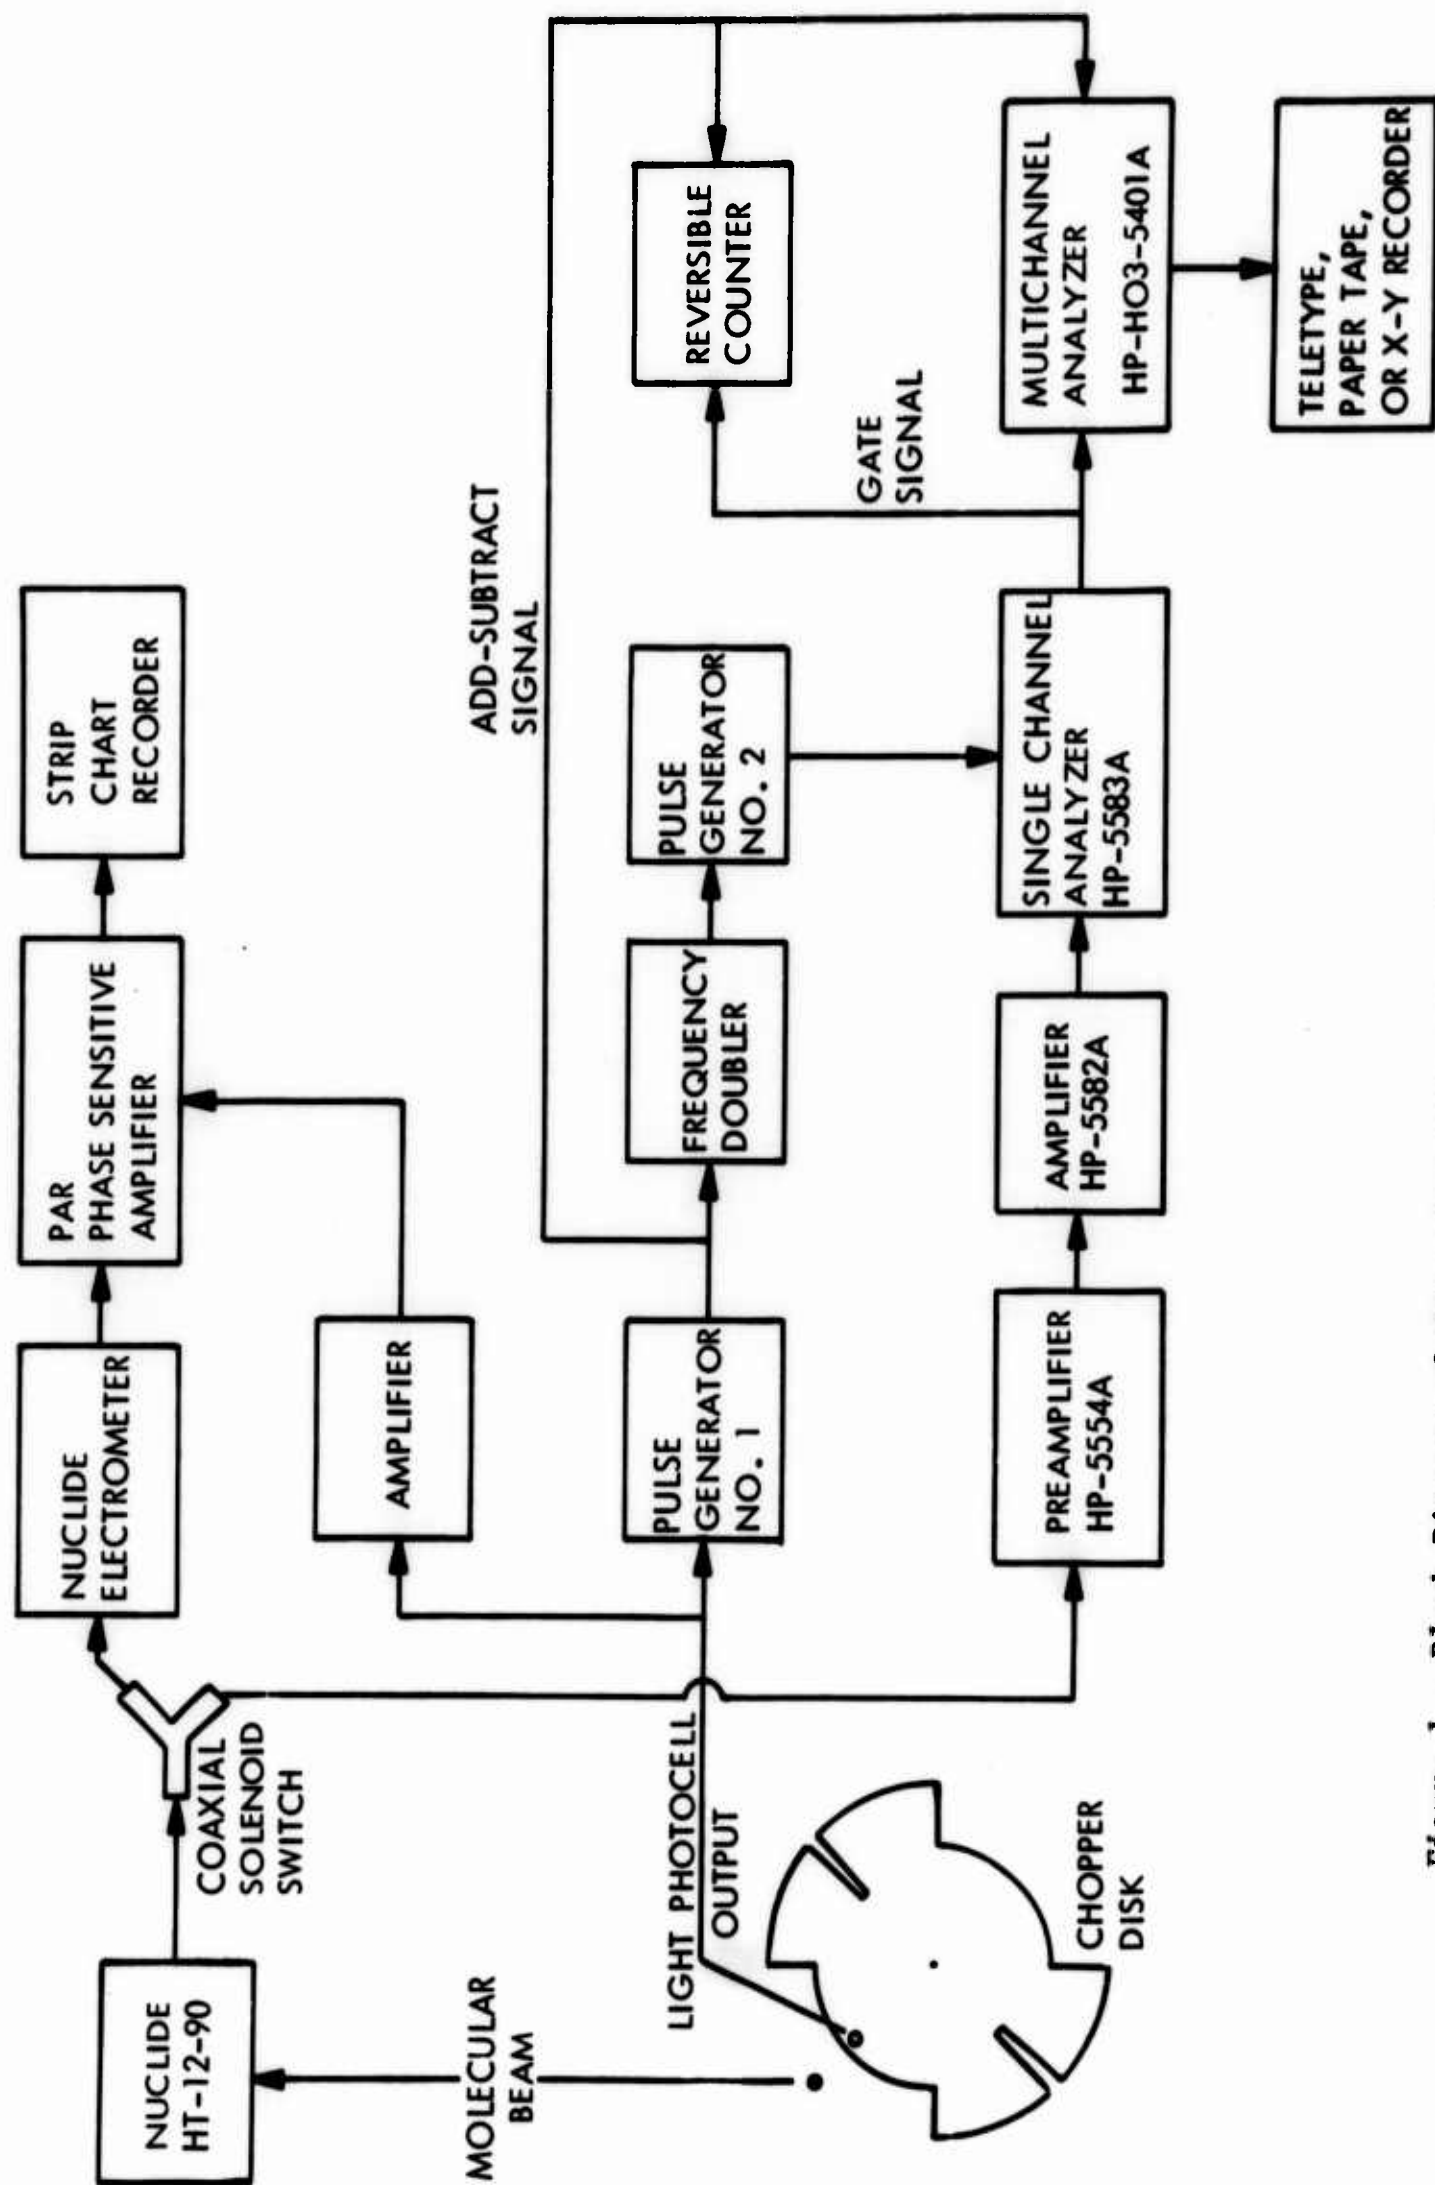 NUCLIDE
HT-12-90
COAXIAL
SOLENOID
SWITCH
NUCLIDE
ELECTROMETER
PAR
PHASE SENSITIVE
AMPLIFIER
STRIP
CHART
RECORDER
MOLECULAR
BEAM
AMPLIFIER
ADD-SUBTRACT
SIGNAL
LIGHT PHOTOCELL
OUTPUT
PULSE
GENERATOR
NO. 1
FREQUENCY
DOUBLER
PULSE
GENERATOR
NO. 2
REVERSIBLE
COUNTER
GATE
SIGNAL
CHOPPER
DISK
PREAMPLIFIER
HP-5554A
AMPLIFIER
HP-5582A
SINGLE CHANNEL
ANALYZER
HP-5583A
MULTICHANNEL
ANALYZER
HP-HO3-5401A
TELETYPE,
PAPER TAPE,
OR X-Y RECORDER